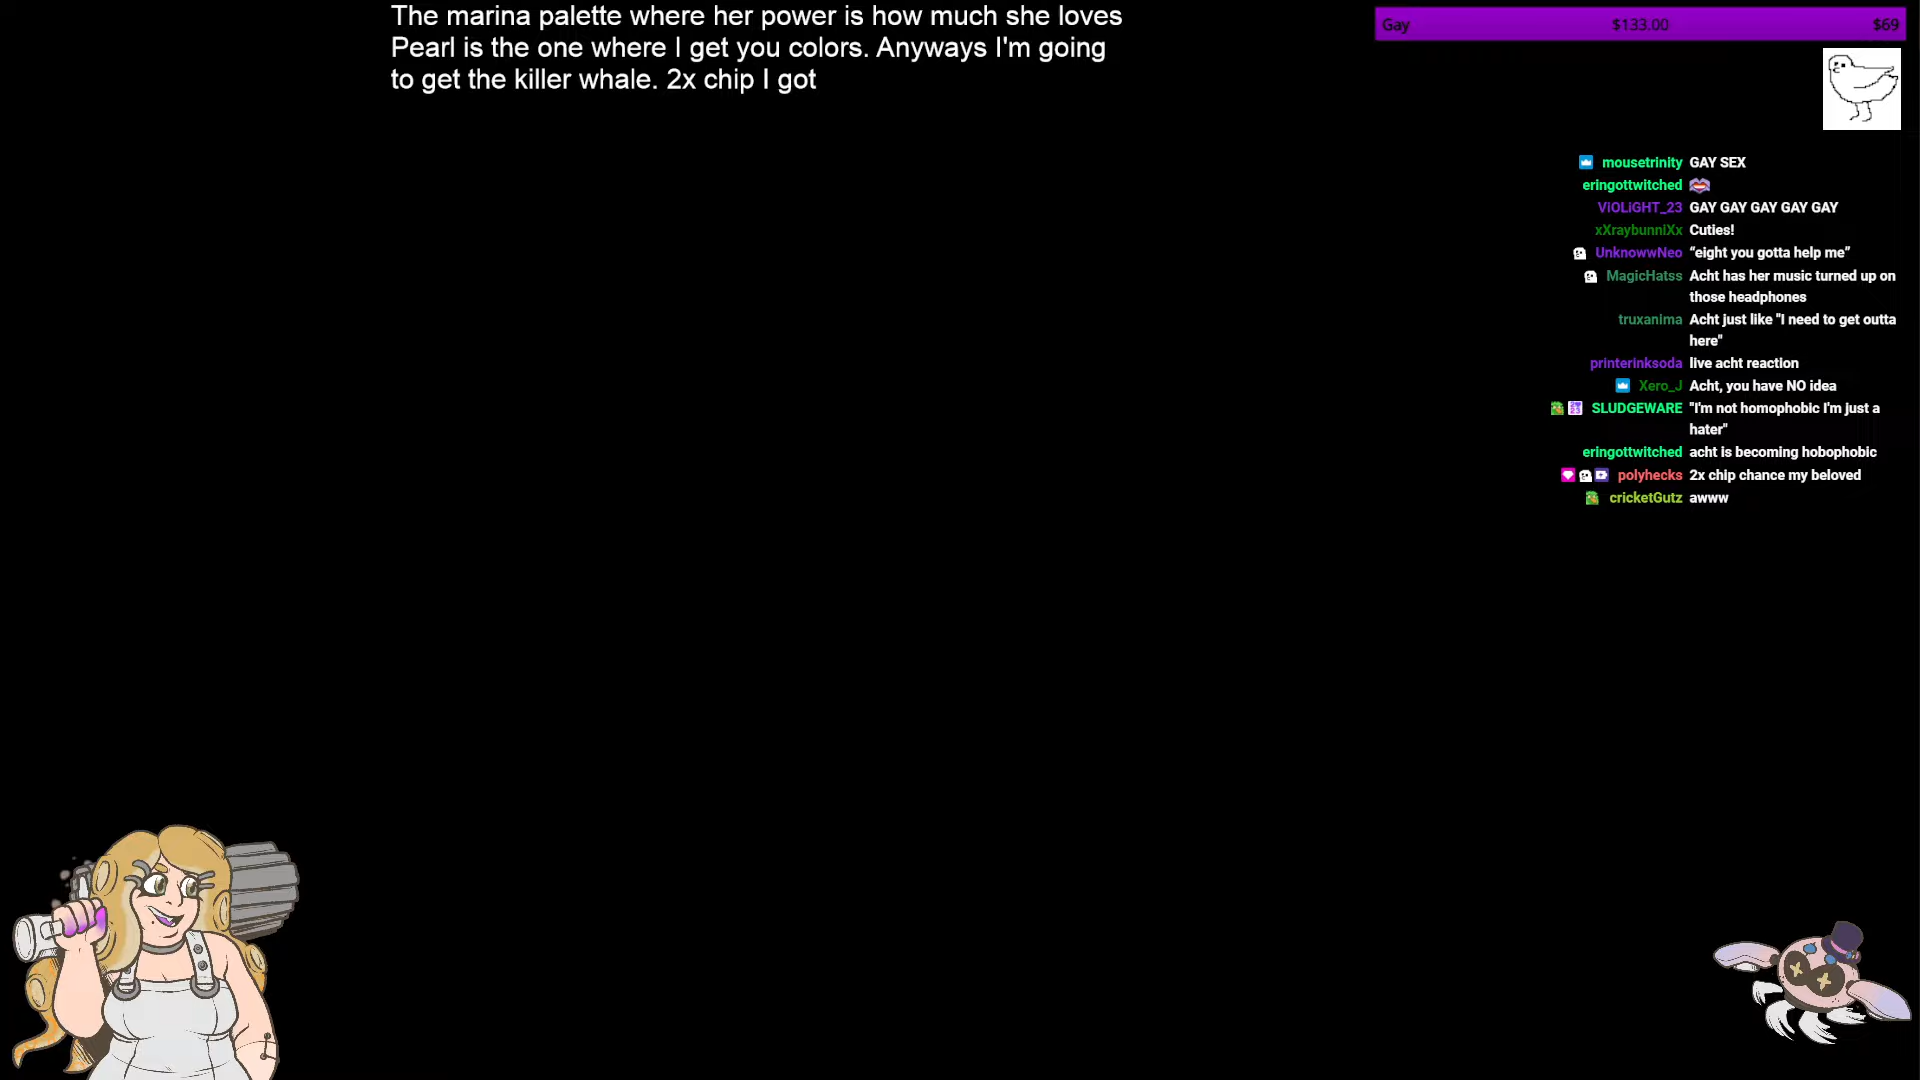 The marina palette where her power is how much she loves
Pearl is the one where I get you colors. Anyways I'm going
to get the killer whale. 2x chip I got
Gay $133.00 $69
mousetrinity GAY SEX
eringottwitched
ViOLiGHT_23 GAY GAY GAY GAY GAY
xXraybunniXx Cuties!
UnknowwNeo “eight you gotta help me”
MagicHatss Acht has her music turned up on
those headphones
truxanima Acht just like "I need to get outta
here"
printerinksoda live acht reaction
Xero_J Acht, you have NO idea
SLUDGEWARE "I'm not homophobic I'm just a
hater"
eringottwitched acht is becoming hobophobic
polyhecks 2x chip chance my beloved
cricketGutz awww